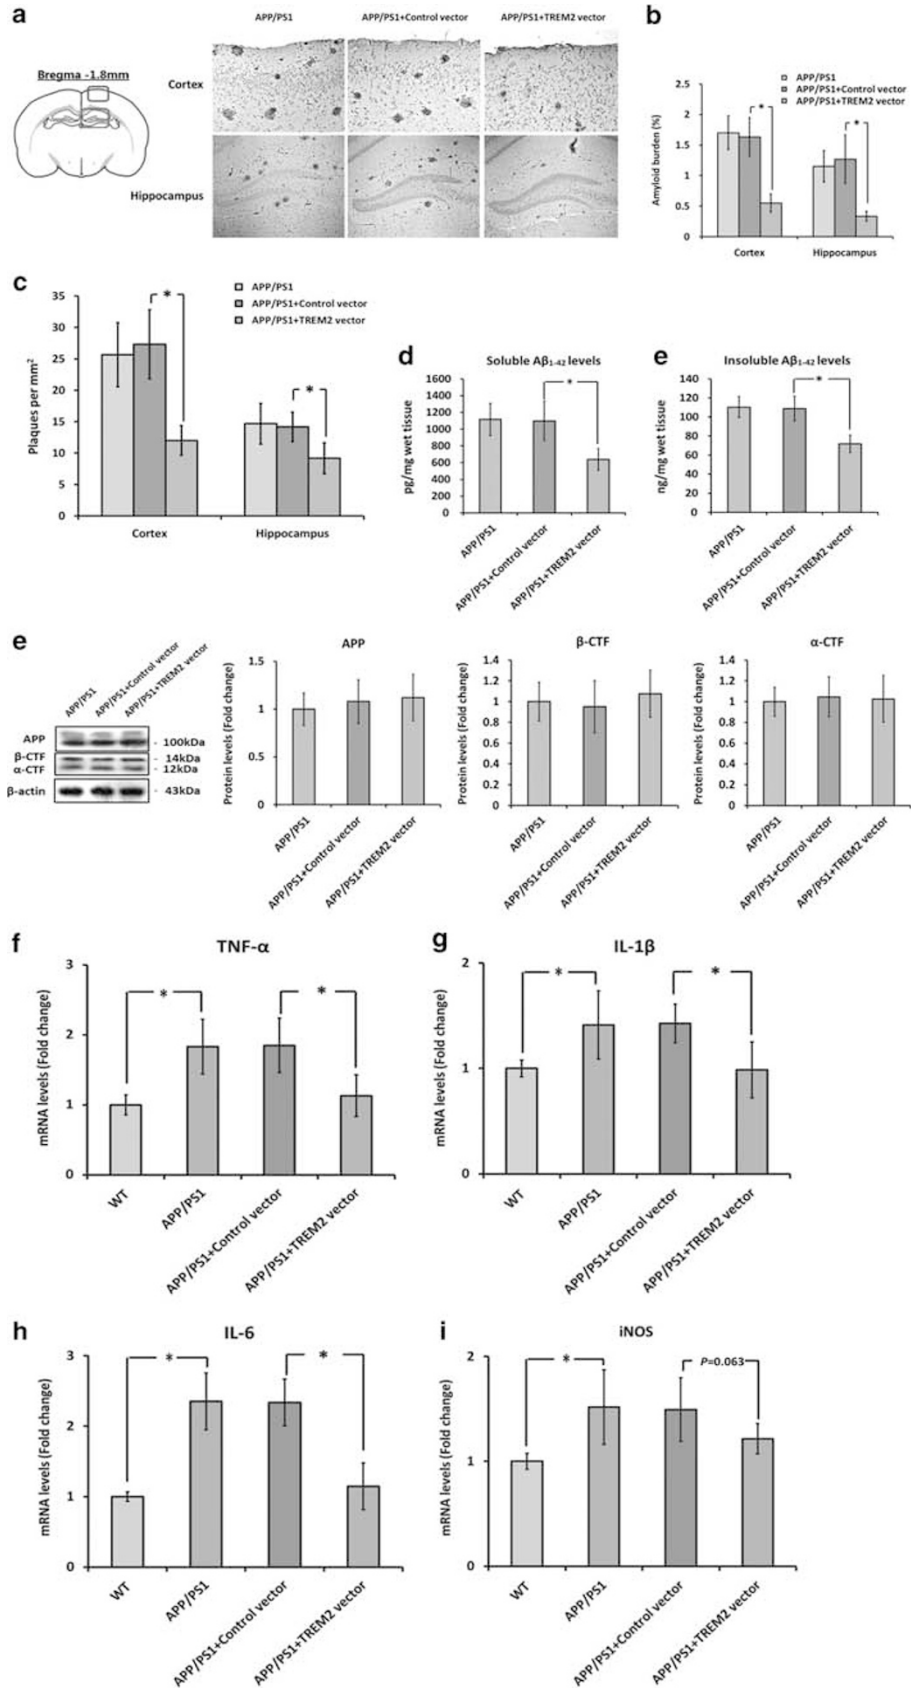 a
APP/PS1
APP/PS1+Control vector
APP/PS1+TREM2 vector
Bregma -1.8mm
Cortex
Hippocampus
b
APP/PS1
APP/PS1+Control vector
APP/PS1+TREM2 vector
Amyloid burden (%)
2.5
2
1.5
1
0.5
0
*
*
Cortex
Hippocampus
c
Plaques per mm²
35
30
25
20
15
10
5
0
APP/PS1
APP/PS1+Control vector
APP/PS1+TREM2 vector
*
*
Cortex
Hippocampus
d
Soluble Aβ₁₋₄₂ levels
pg/mg wet tissue
1600
1400
1200
1000
800
600
400
200
0
*
APP/PS1
APP/PS1+Control vector
APP/PS1+TREM2 vector
e
Insoluble Aβ₁₋₄₂ levels
ng/mg wet tissue
140
120
100
80
60
40
20
0
*
APP/PS1
APP/PS1+Control vector
APP/PS1+TREM2 vector
e
APP/PS1
APP/PS1+Control vector
APP/PS1+TREM2 vector
APP
- 100kDa
β-CTF
- 14kDa
α-CTF
- 12kDa
β-actin
- 43kDa
APP
Protein levels (Fold change)
1.5
1
0.5
0
APP/PS1
APP/PS1+Control vector
APP/PS1+TREM2 vector
β-CTF
Protein levels (Fold change)
1.4
1.2
1
0.8
0.6
0.4
0.2
0
APP/PS1
APP/PS1+Control vector
APP/PS1+TREM2 vector
α-CTF
Protein levels (Fold change)
1.4
1.2
1
0.8
0.6
0.4
0.2
0
APP/PS1
APP/PS1+Control vector
APP/PS1+TREM2 vector
f
TNF-α
mRNA levels (Fold change)
3
2
1
0
*
*
WT
APP/PS1
APP/PS1+Control vector
APP/PS1+TREM2 vector
g
IL-1β
mRNA levels (Fold change)
2
1
0
*
*
WT
APP/PS1
APP/PS1+Control vector
APP/PS1+TREM2 vector
h
IL-6
mRNA levels (Fold change)
3
2
1
0
*
*
WT
APP/PS1
APP/PS1+Control vector
APP/PS1+TREM2 vector
i
iNOS
mRNA levels (Fold change)
2
1
0
*
P=0.063
WT
APP/PS1
APP/PS1+Control vector
APP/PS1+TREM2 vector